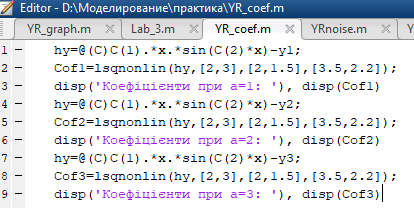 Editor - D:\Моделирование\практика\YR_coef.m
YR_graph.m Lab_3.m YR_coef.m YRnoise.m
1 - hy=@(C)C(1).*x.*sin(C(2)*x)-y1;
2 - Cof1=lsqnonlin(hy,[2,3],[2,1.5],[3.5,2.2]);
3 - disp('Коефіцієнти при a=1: '), disp(Cof1)
4 - hy=@(C)C(1).*x.*sin(C(2)*x)-y2;
5 - Cof2=lsqnonlin(hy,[2,3],[2,1.5],[3.5,2.2]);
6 - disp('Коефіцієнти при a=2: '), disp(Cof2)
7 - hy=@(C)C(1).*x.*sin(C(2)*x)-y3;
8 - Cof3=lsqnonlin(hy,[2,3],[2,1.5],[3.5,2.2]);
9 - disp('Коефіцієнти при a=3: '), disp(Cof3)